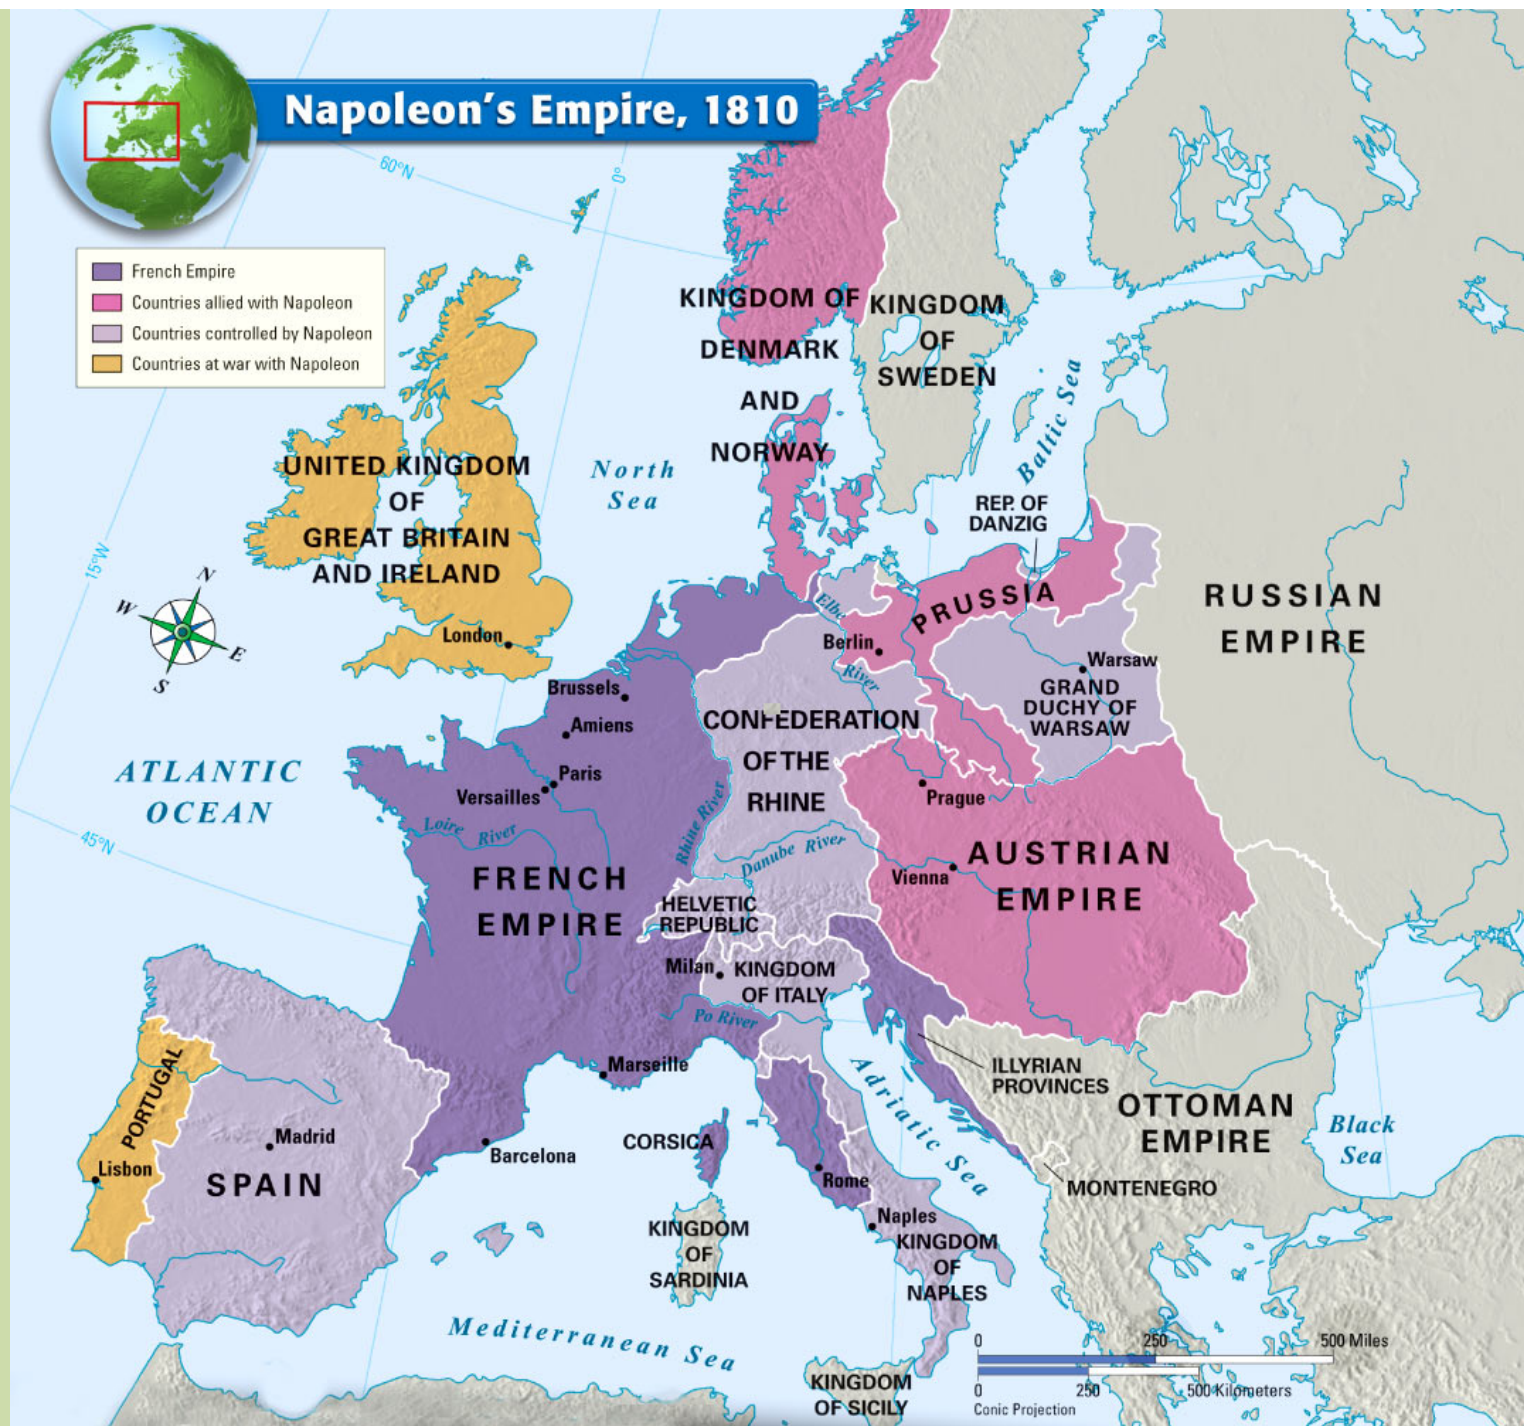 Napoleon's Empire, 1810
French Empire
Countries allied with Napoleon
Countries controlled by Napoleon
Countries at war with Napoleon
60°N
0°
15°W
45°N
N
W
E
S
KINGDOM OF
DENMARK
AND
NORWAY
KINGDOM
OF
SWEDEN
Baltic Sea
North
Sea
UNITED KINGDOM
OF
GREAT BRITAIN
AND IRELAND
London
REP. OF
DANZIG
PRUSSIA
RUSSIAN
EMPIRE
Elbe
River
Berlin
Warsaw
GRAND
DUCHY OF
WARSAW
Brussels
Amiens
Paris
Versailles
CONFEDERATION
OF THE
RHINE
Prague
ATLANTIC
OCEAN
Loire River
Rhine River
Danube River
Vienna
AUSTRIAN
EMPIRE
FRENCH
EMPIRE
HELVETIC
REPUBLIC
Milan
KINGDOM
OF ITALY
Po River
Marseille
ILLYRIAN
PROVINCES
Adriatic Sea
OTTOMAN
EMPIRE
Black
Sea
MONTENEGRO
PORTUGAL
Lisbon
Madrid
SPAIN
Barcelona
CORSICA
Rome
Naples
KINGDOM
OF
NAPLES
KINGDOM
OF
SARDINIA
Mediterranean Sea
KINGDOM
OF SICILY
0 250 500 Miles
0 250 500 Kilometers
Conic Projection